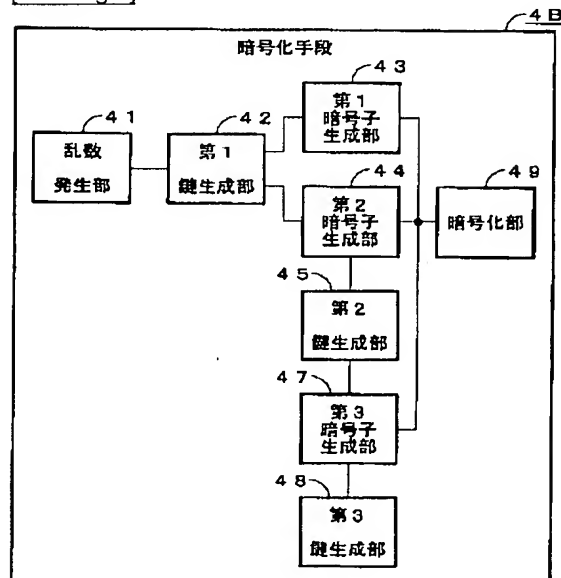 4B
暗号化手段
41
乱数
発生部
42
第1
鍵生成部
43
第1
暗号子
生成部
44
第2
暗号子
生成部
49
暗号化部
45
第2
鍵生成部
47
第3
暗号子
生成部
48
第3
鍵生成部